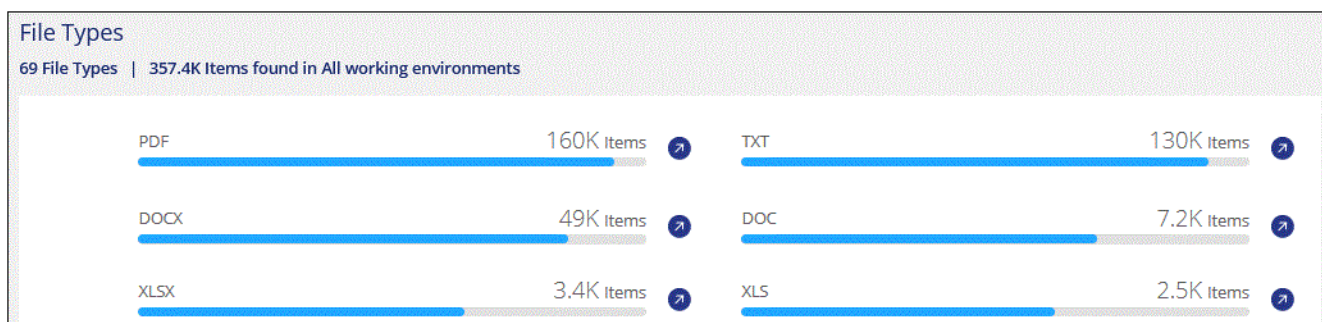 File Types
69 File Types | 357.4K Items found in All working environments
PDF 160K Items
TXT 130K Items
DOCX 49K Items
DOC 7.2K Items
XLSX 3.4K Items
XLS 2.5K Items